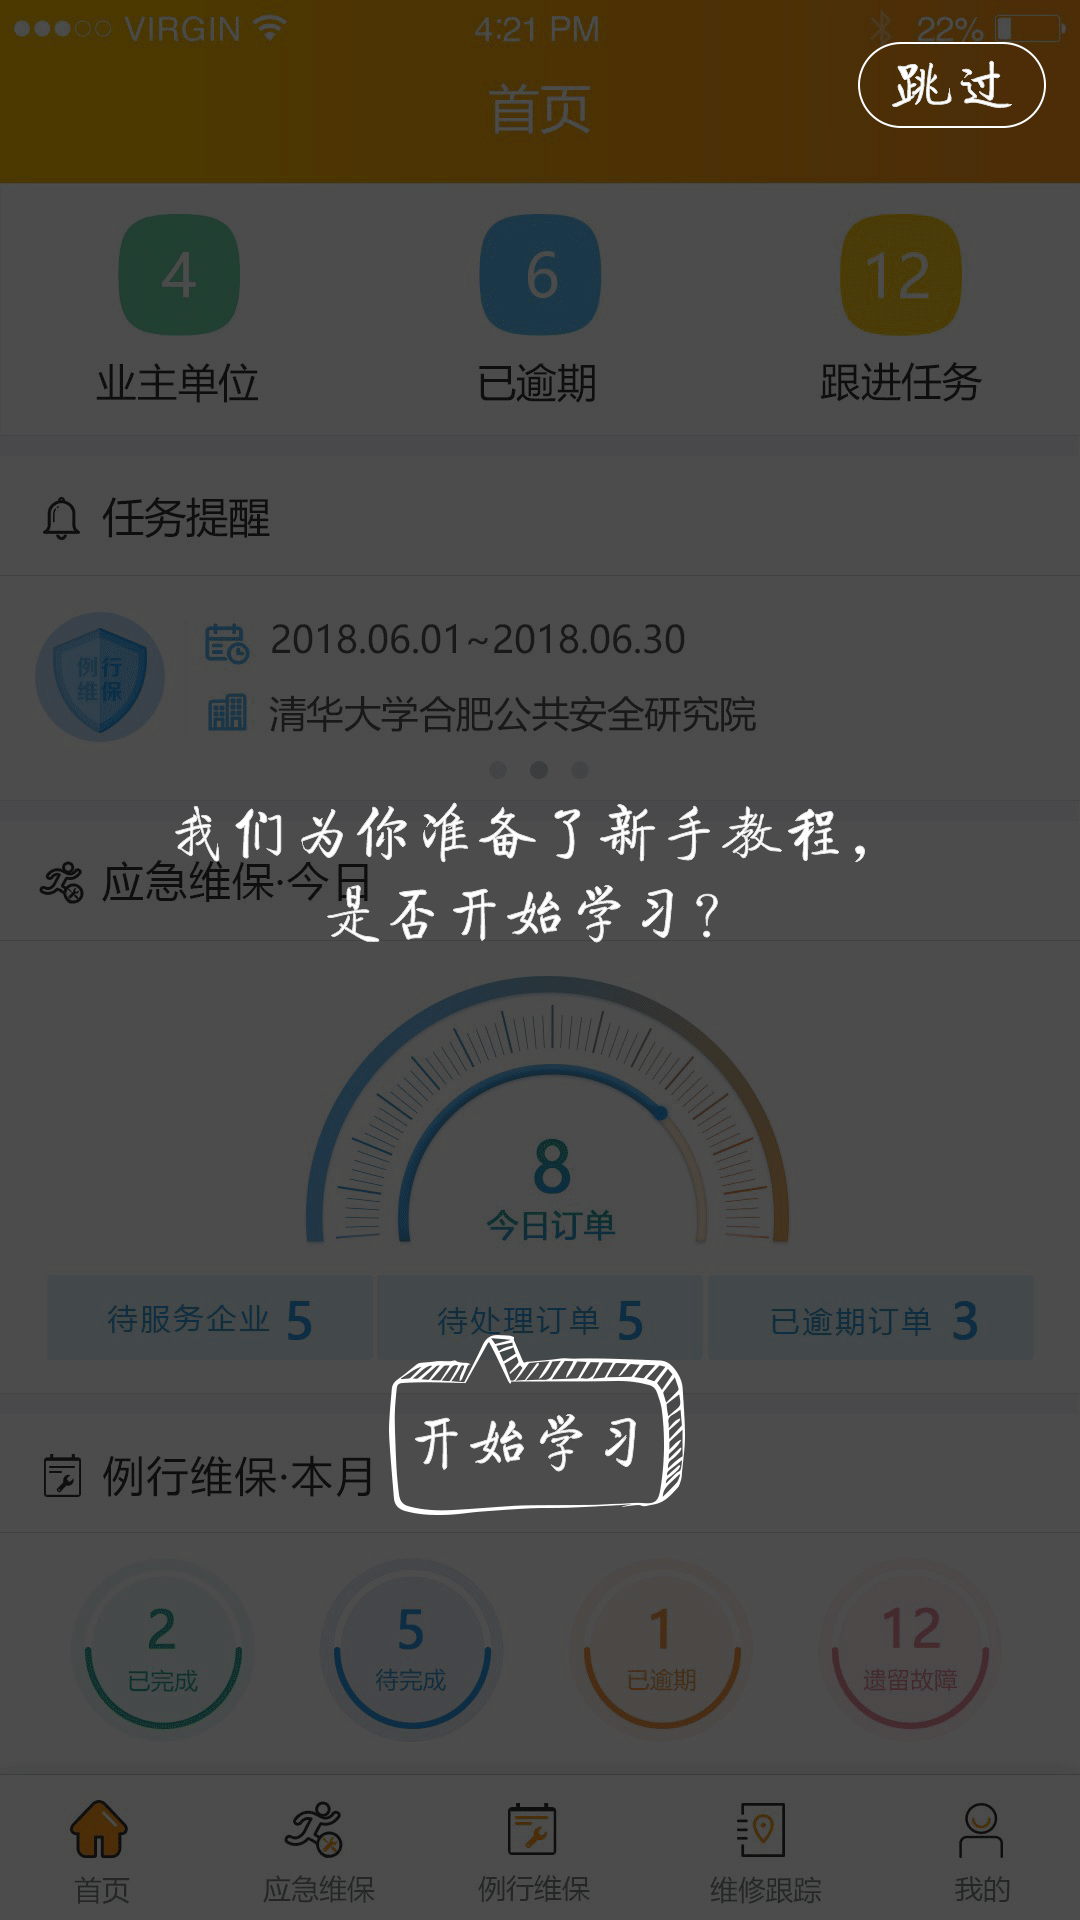 VIRGIN 4:21 PM 22%
首页
跳过
4 6 12
业主单位 已逾期 跟进任务
任务提醒
2018.06.01~2018.06.30
例行
维保
清华大学合肥公共安全研究院
我们为你准备了新手教程，
应急维保·今日
是否开始学习？
8
今日订单
待服务企业 5 待处理订单 5 已逾期订单 3
开始学习
例行维保·本月
2 5 1 12
已完成 待完成 已逾期 遗留故障
首页 应急维保 例行维保 维修跟踪 我的